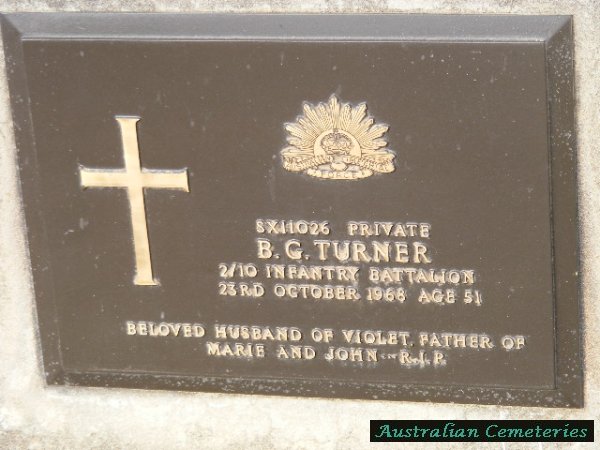 SX11026 PRIVATE
B. G. TURNER
2/10 INFANTRY BATTALION
23RD OCTOBER 1968 AGE 51
BELOVED HUSBAND OF VIOLET. FATHER OF
MARIE AND JOHN - R.I.P.
Australian Cemeteries